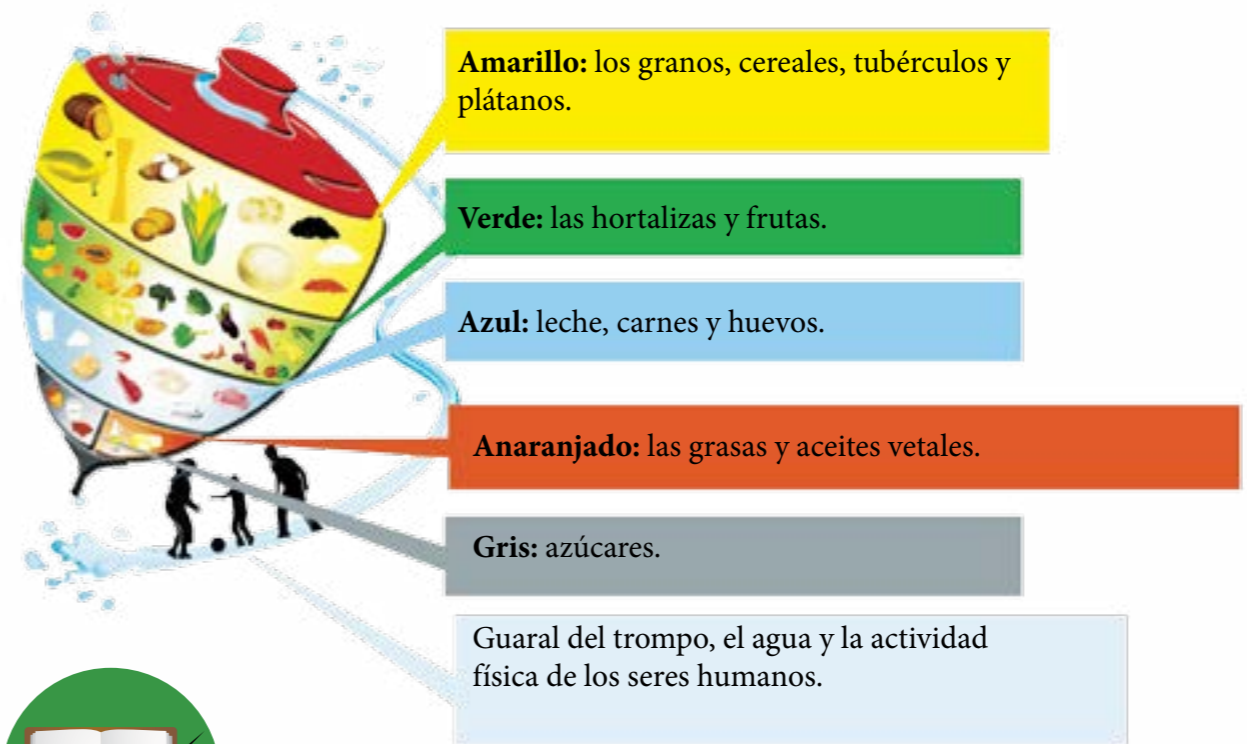 Amarillo: los granos, cereales, tubérculos y
plátanos.
Verde: las hortalizas y frutas.
Azul: leche, carnes y huevos.
Anaranjado: las grasas y aceites vetales.
Gris: azúcares.
Guaral del trompo, el agua y la actividad
física de los seres humanos.